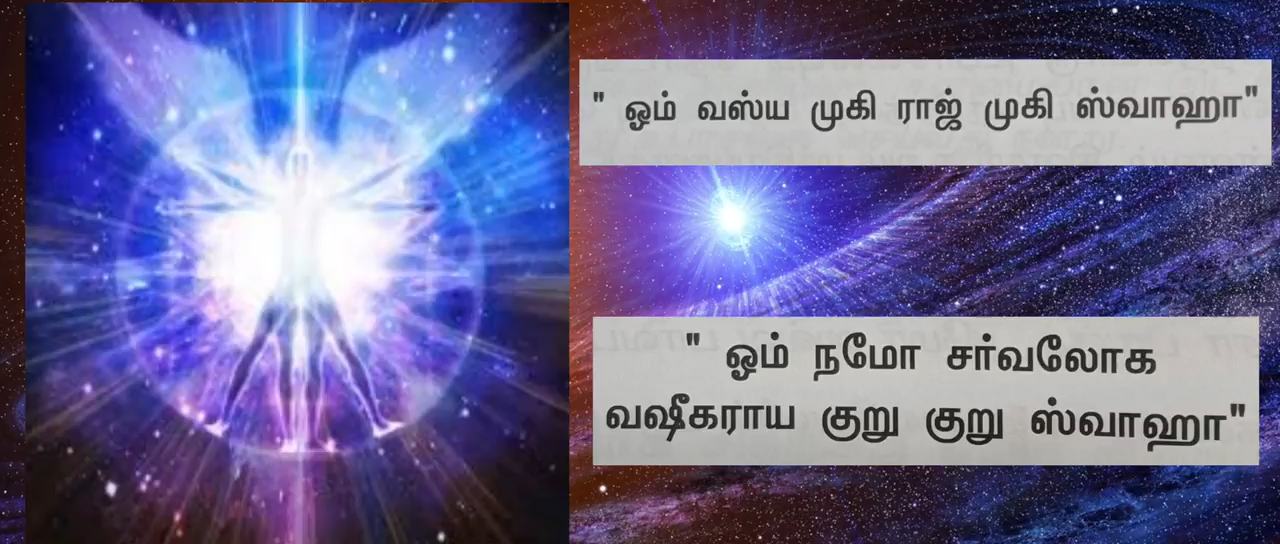 " ஓம் வஸ்ய முகி ராஜ் முகி ஸ்வாஹா"
" ஓம் நமோ சர்வலோக
வஷீகராய குறு குறு ஸ்வாஹா"